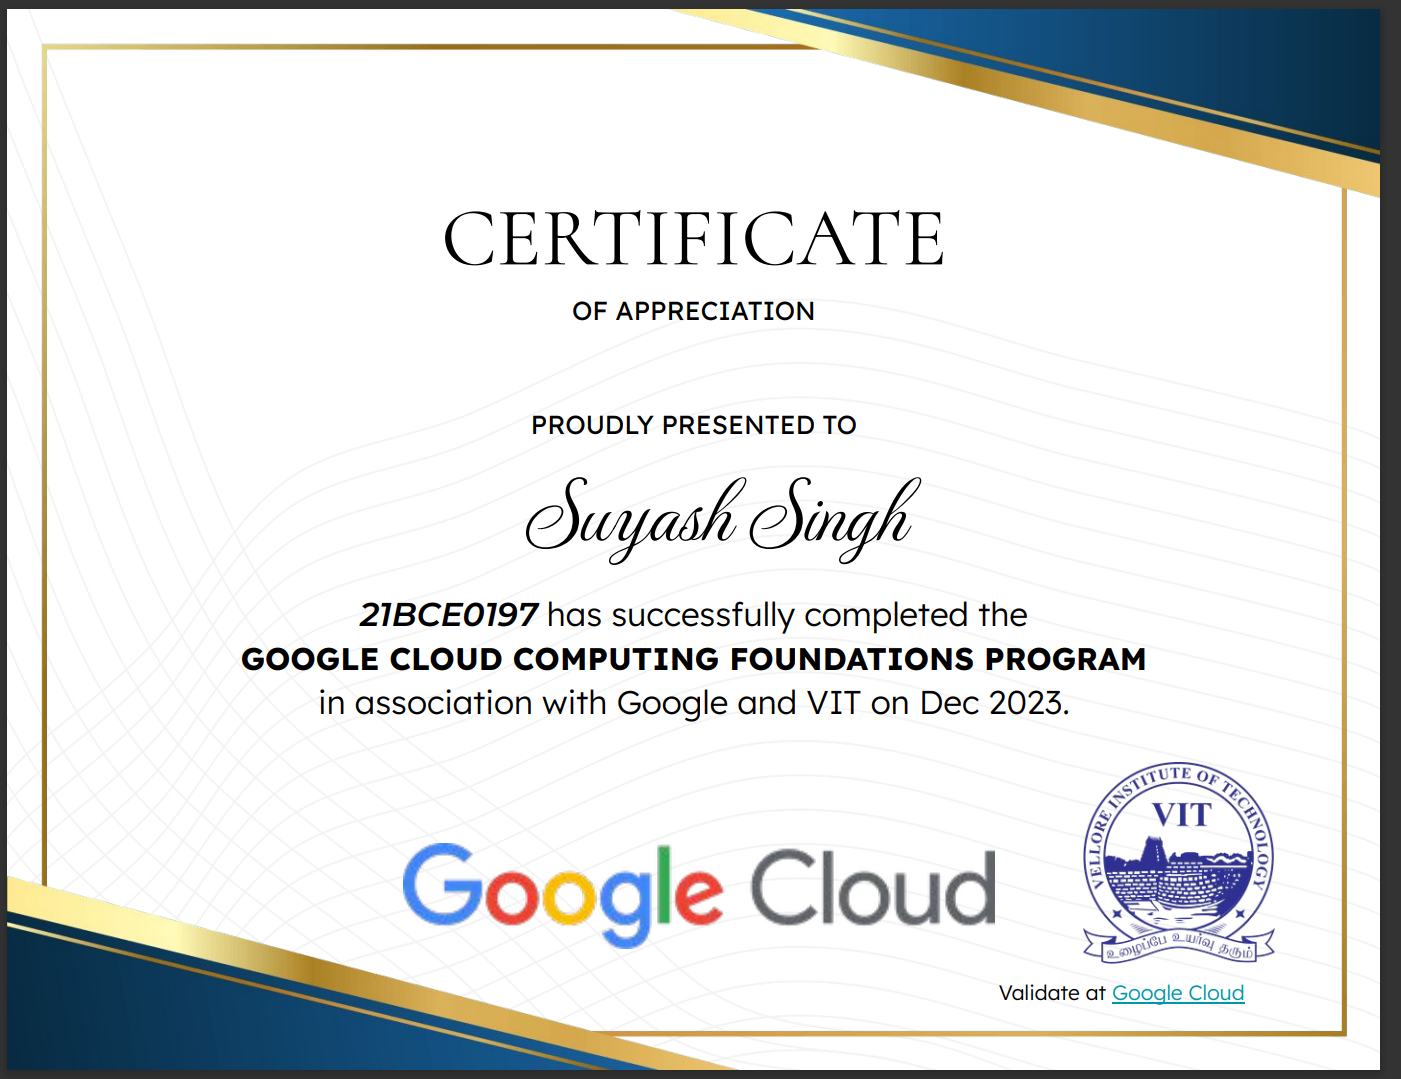 CERTIFICATE
OF APPRECIATION
PROUDLY PRESENTED TO
Suyash Singh
21BCE0197 has successfully completed the
GOOGLE CLOUD COMPUTING FOUNDATIONS PROGRAM
in association with Google and VIT on Dec 2023.
Google Cloud
VELLORE INSTITUTE OF TECHNOLOGY
VIT
உழைப்பே உயர்வு தரும்
Validate at Google Cloud